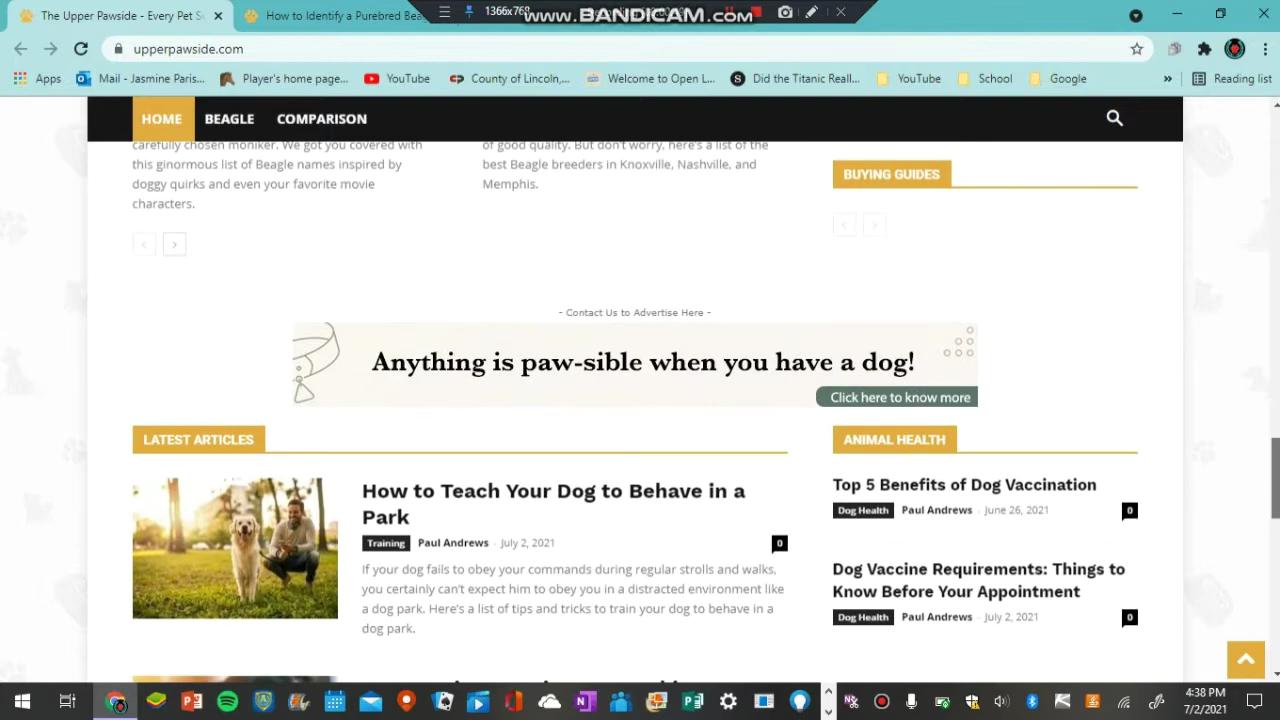 The Upper Pet S
How to Identify a Purebred Bea
1366x768
www.BANDICAM.com
upperpawside.com
Apps
Mail - Jasmine Paris...
Player's home page...
YouTube
County of Lincoln,...
Welcome to Open L...
Did the Titanic Reall...
YouTube
School
Google
»
Reading list
HOME
BEAGLE
COMPARISON
carefully chosen moniker. We got you covered with
this ginormous list of Beagle names inspired by
doggy quirks and even your favorite movie
characters.
of good quality. But don't worry, here's a list of the
best Beagle breeders in Knoxville, Nashville, and
Memphis.
BUYING GUIDES
- Contact Us to Advertise Here -
Anything is paw-sible when you have a dog!
Click here to know more
LATEST ARTICLES
How to Teach Your Dog to Behave in a
Park
Training Paul Andrews - July 2, 2021 0
If your dog fails to obey your commands during regular strolls and walks,
you certainly can't expect him to obey you in a distracted environment like
a dog park. Here's a list of tips and tricks to train your dog to behave in a
dog park.
ANIMAL HEALTH
Top 5 Benefits of Dog Vaccination
Dog Health Paul Andrews - June 26, 2021 0
Dog Vaccine Requirements: Things to
Know Before Your Appointment
Dog Health Paul Andrews - July 2, 2021 0
4:38 PM
7/2/2021